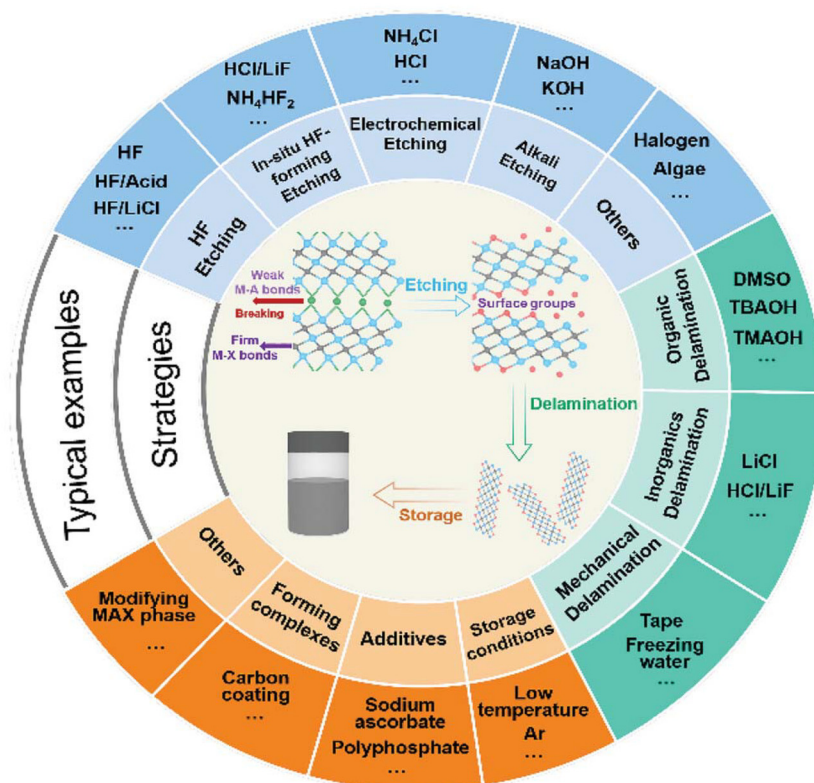 HF
HF/Acid
HF/LiCl
...
HCl/LiF
NH₄HF₂
...
NH₄Cl
HCl
...
NaOH
KOH
...
Halogen
Algae
...
HF
Etching
In-situ HF-
forming
Etching
Electrochemical
Etching
Alkali
Etching
Others
DMSO
TBAOH
TMAOH
...
Organic
Delamination
LiCl
HCl/LiF
...
Inorganics
Delamination
Tape
Freezing
water
...
Mechanical
Delamination
Low
temperature
Ar
...
Storage
conditions
Sodium
ascorbate
Polyphosphate
...
Additives
Carbon
coating
...
Forming
complexes
Modifying
MAX phase
...
Others
Typical examples
Strategies
Weak
M-A bonds
Breaking
Firm
M-X bonds
Etching
Surface groups
Delamination
Storage